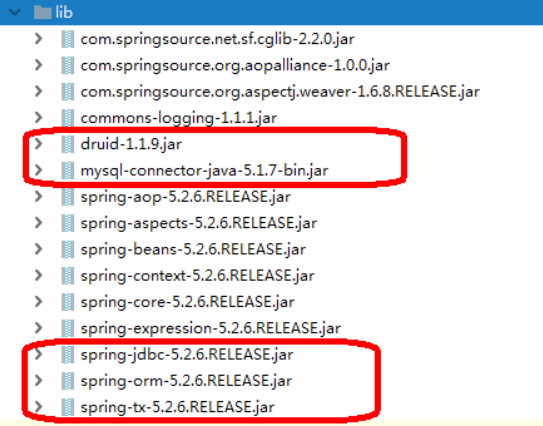 lib
com.springsource.net.sf.cglib-2.2.0.jar
com.springsource.org.aopalliance-1.0.0.jar
com.springsource.org.aspectj.weaver-1.6.8.RELEASE.jar
commons-logging-1.1.1.jar
druid-1.1.9.jar
mysql-connector-java-5.1.7-bin.jar
spring-aop-5.2.6.RELEASE.jar
spring-aspects-5.2.6.RELEASE.jar
spring-beans-5.2.6.RELEASE.jar
spring-context-5.2.6.RELEASE.jar
spring-core-5.2.6.RELEASE.jar
spring-expression-5.2.6.RELEASE.jar
spring-jdbc-5.2.6.RELEASE.jar
spring-orm-5.2.6.RELEASE.jar
spring-tx-5.2.6.RELEASE.jar